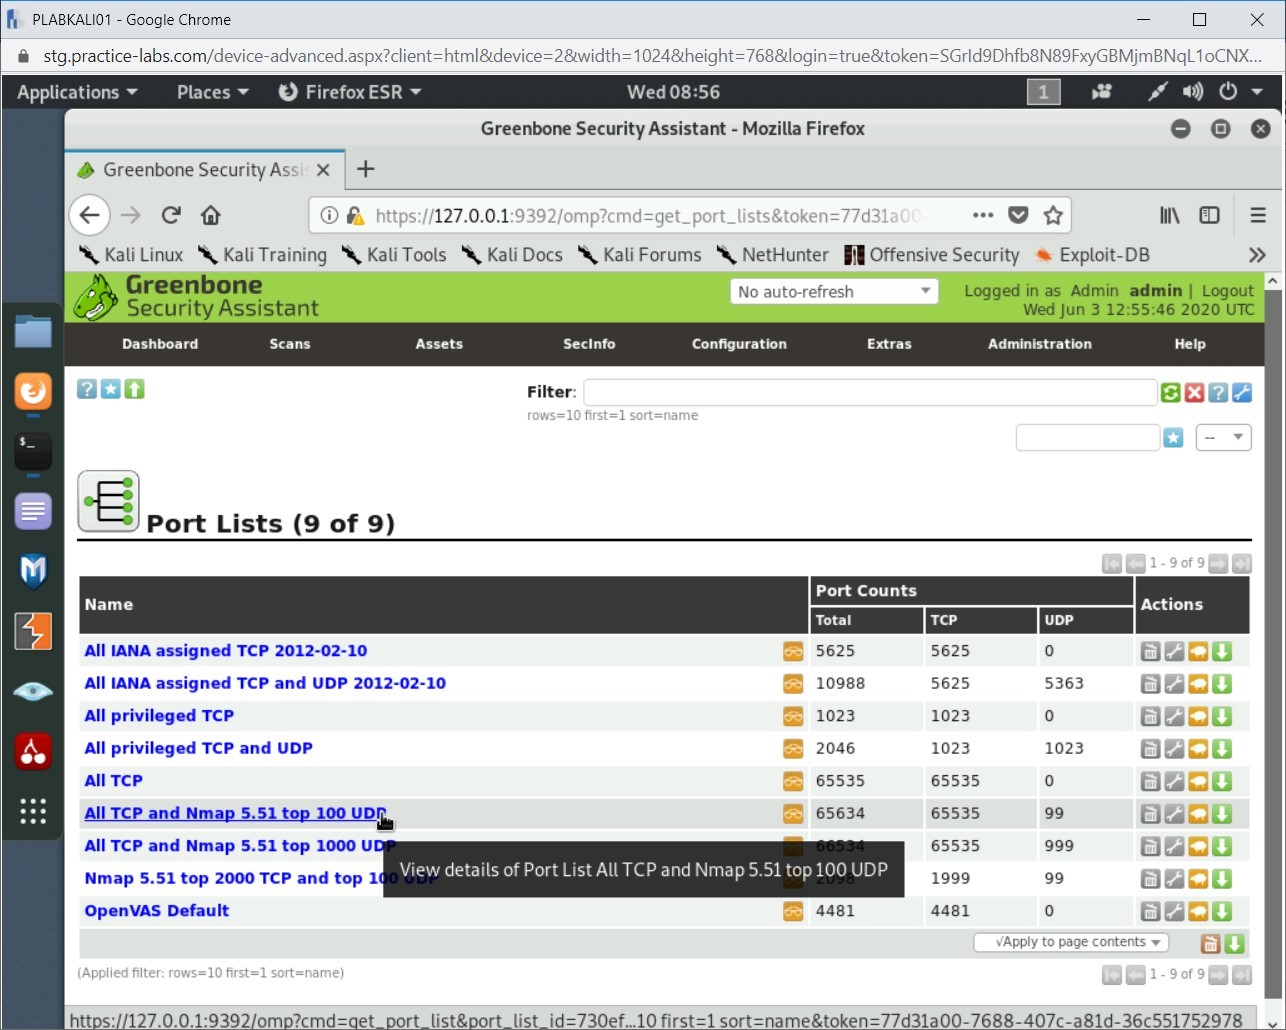 PLABKALI01 - Google Chrome
stg.practice-labs.com/device-advanced.aspx?client=html&device=2&width=1024&height=768&login=true&token=SGrId9Dhfb8N89FxyGBMjmBNqL1oCNX...
Applications Places Firefox ESR Wed 08:56 1
Greenbone Security Assistant - Mozilla Firefox
Greenbone Security Assis
https://127.0.0.1:9392/omp?cmd=get_port_lists&token=77d31a00
Kali Linux Kali Training Kali Tools Kali Docs Kali Forums NetHunter Offensive Security Exploit-DB
Greenbone
Security Assistant
No auto-refresh
Logged in as Admin admin | Logout
Wed Jun 3 12:55:46 2020 UTC
Dashboard Scans Assets SecInfo Configuration Extras Administration Help
Filter:
rows=10 first=1 sort=name
--
Port Lists (9 of 9)
1 - 9 of 9
Name Port Counts Actions
Total TCP UDP
All IANA assigned TCP 2012-02-10 5625 5625 0
All IANA assigned TCP and UDP 2012-02-10 10988 5625 5363
All privileged TCP 1023 1023 0
All privileged TCP and UDP 2046 1023 1023
All TCP 65535 65535 0
All TCP and Nmap 5.51 top 100 UDP 65634 65535 99
All TCP and Nmap 5.51 top 1000 UDP 66534 65535 999
View details of Port List All TCP and Nmap 5.51 top 100 UDP
Nmap 5.51 top 2000 TCP and top 100 UDP 2098 1999 99
OpenVAS Default 4481 4481 0
√Apply to page contents
(Applied filter: rows=10 first=1 sort=name) 1 - 9 of 9
https://127.0.0.1:9392/omp?cmd=get_port_list&port_list_id=730ef...10 first=1 sort=name&token=77d31a00-7688-407c-a81d-36c551752978